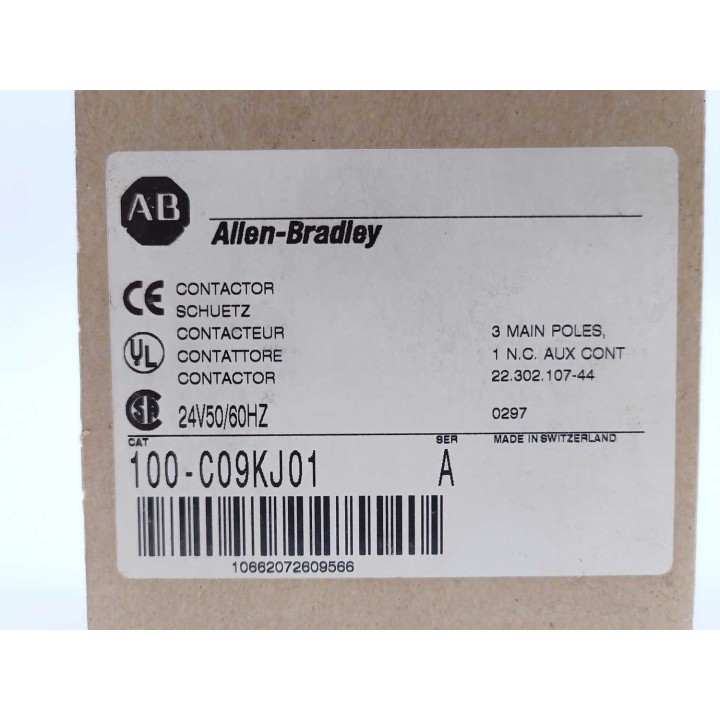 AB
Allen-Bradley
CE
CONTACTOR
SCHUETZ
CONTACTEUR
3 MAIN POLES,
UL
CONTATTORE
1 N.C. AUX CONT
CONTACTOR
22.302.107-44
SA
24V50/60HZ
0297
CAT
SER
MADE IN SWITZERLAND
100-C09KJ01
A
10662072609566